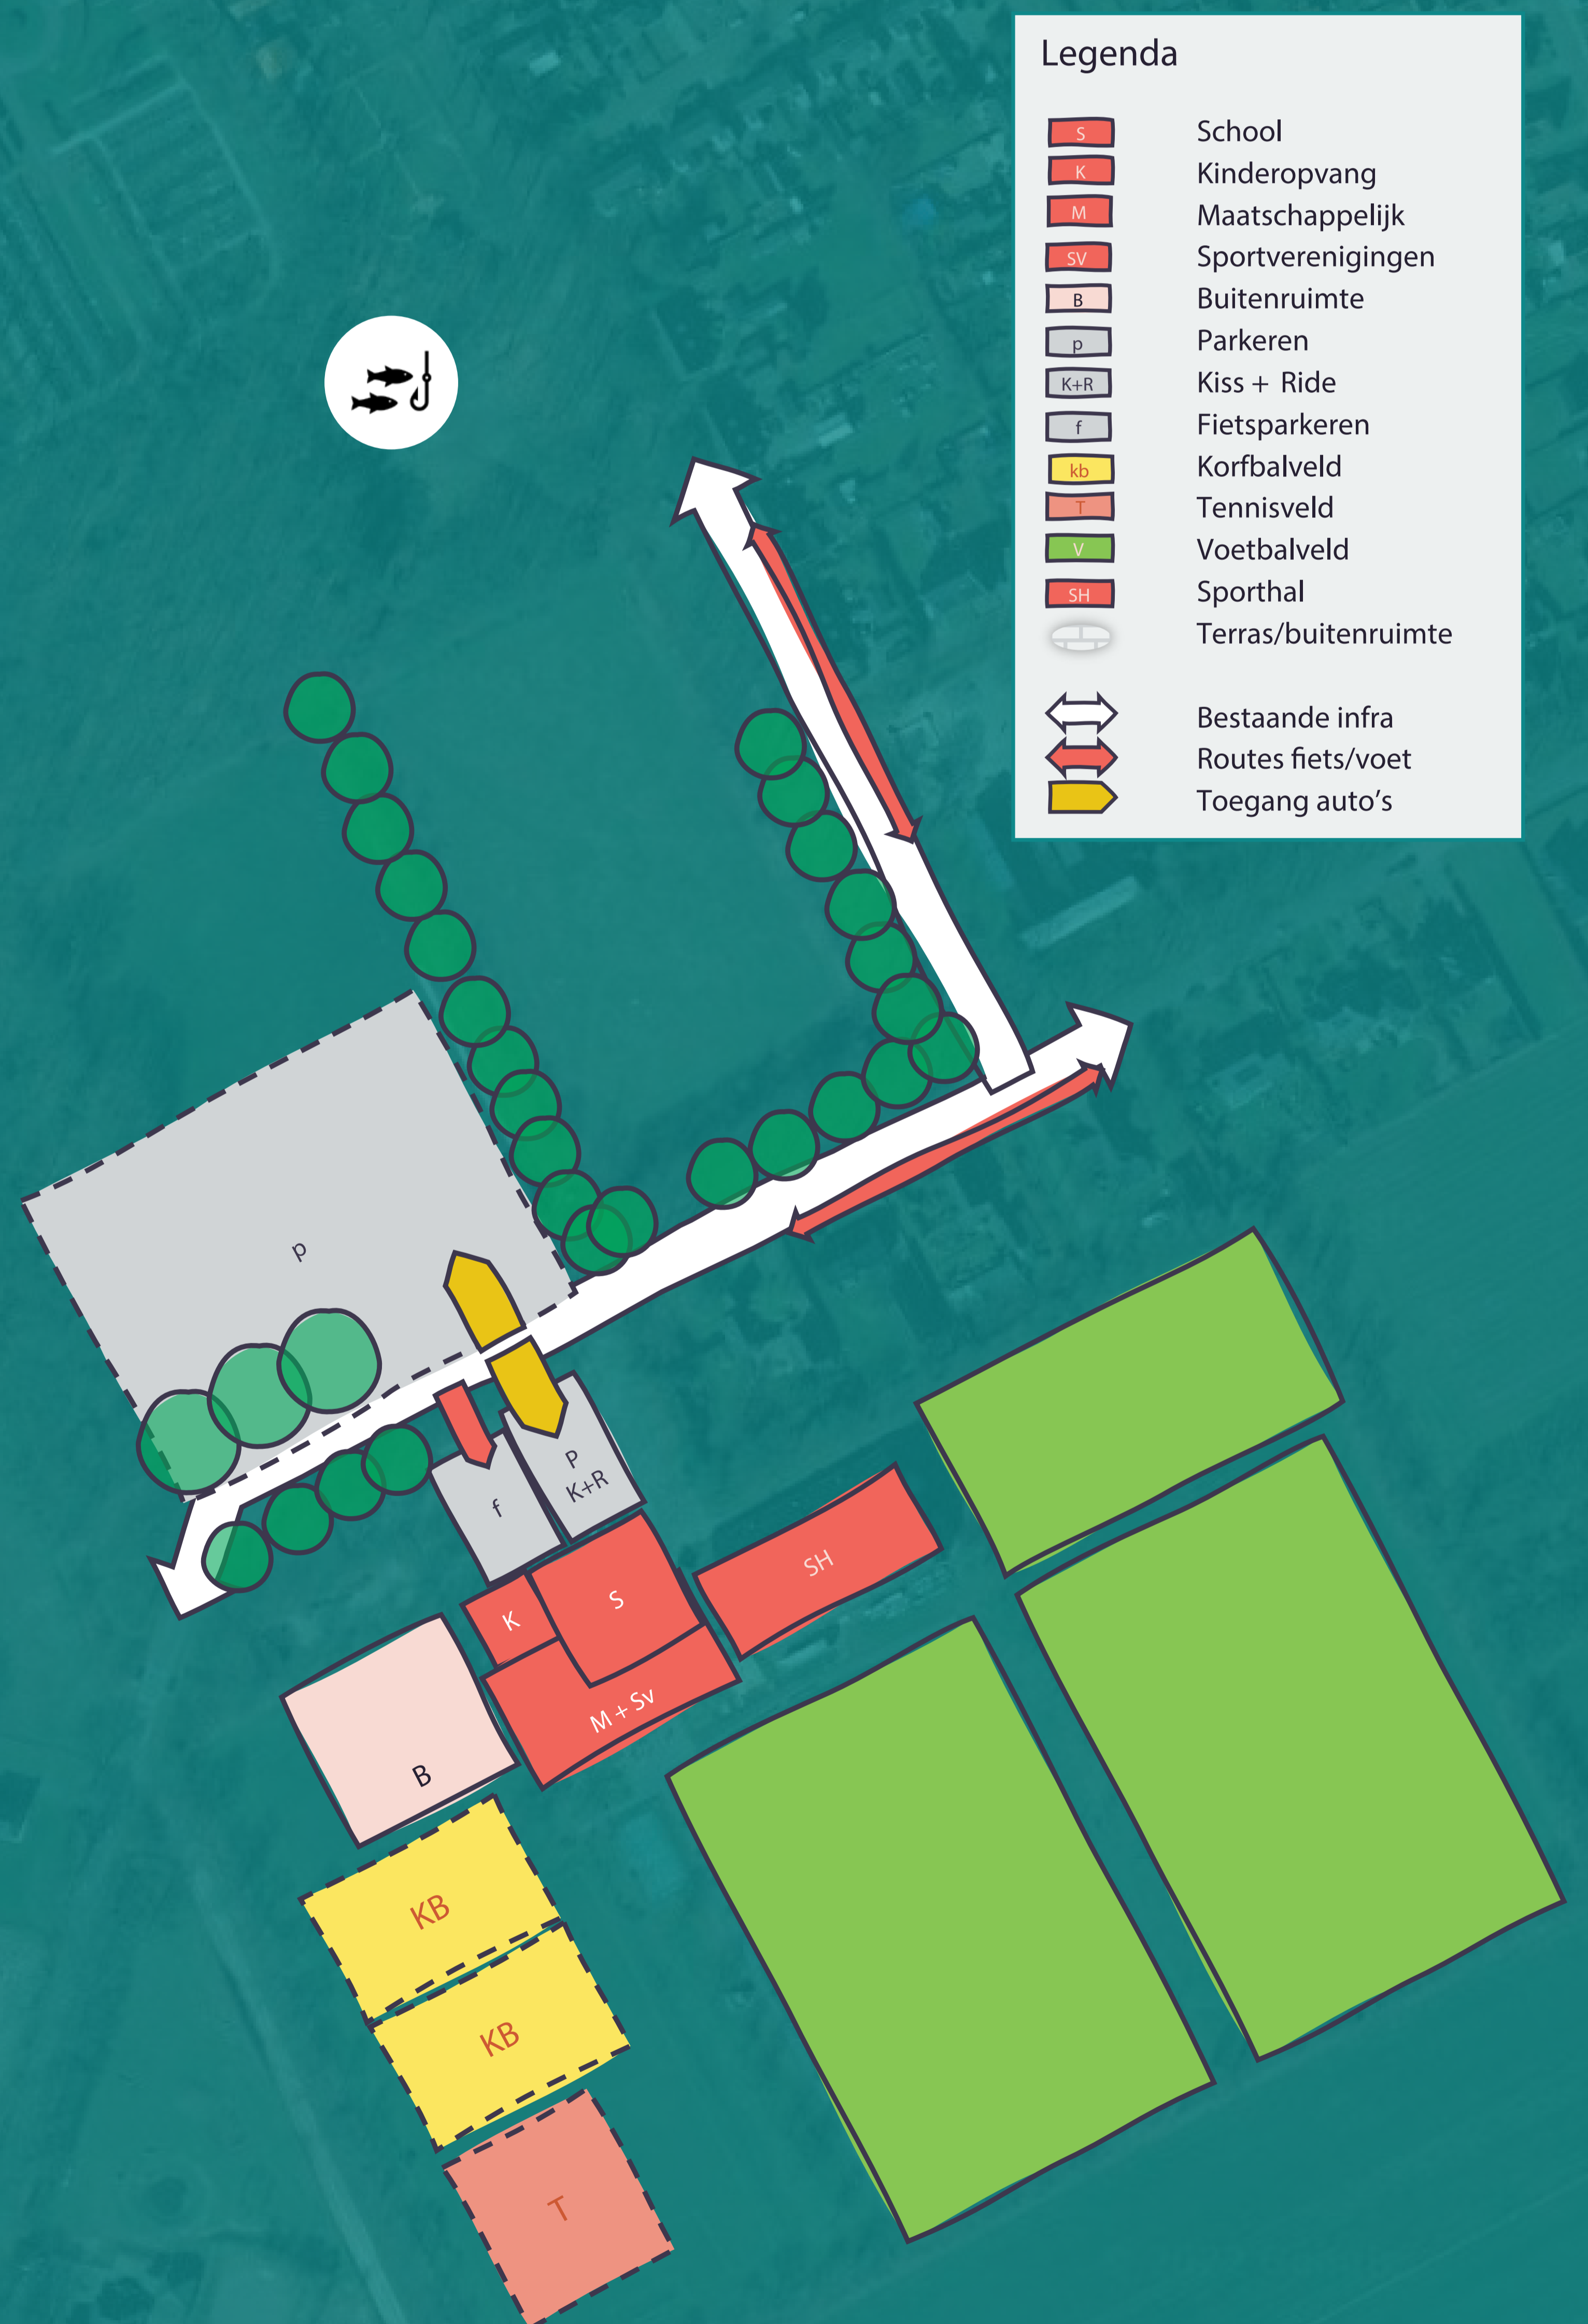 Legenda
S School
K Kinderopvang
M Maatschappelijk
SV Sportverenigingen
B Buitenruimte
p Parkeren
K+R Kiss + Ride
f Fietsparkeren
kb Korfbalveld
T Tennisveld
V Voetbalveld
SH Sporthal
Terras/buitenruimte
Bestaande infra
Routes fiets/voet
Toegang auto's
p
P
K+R
f
SH
S
K
M + Sv
B
KB
KB
T